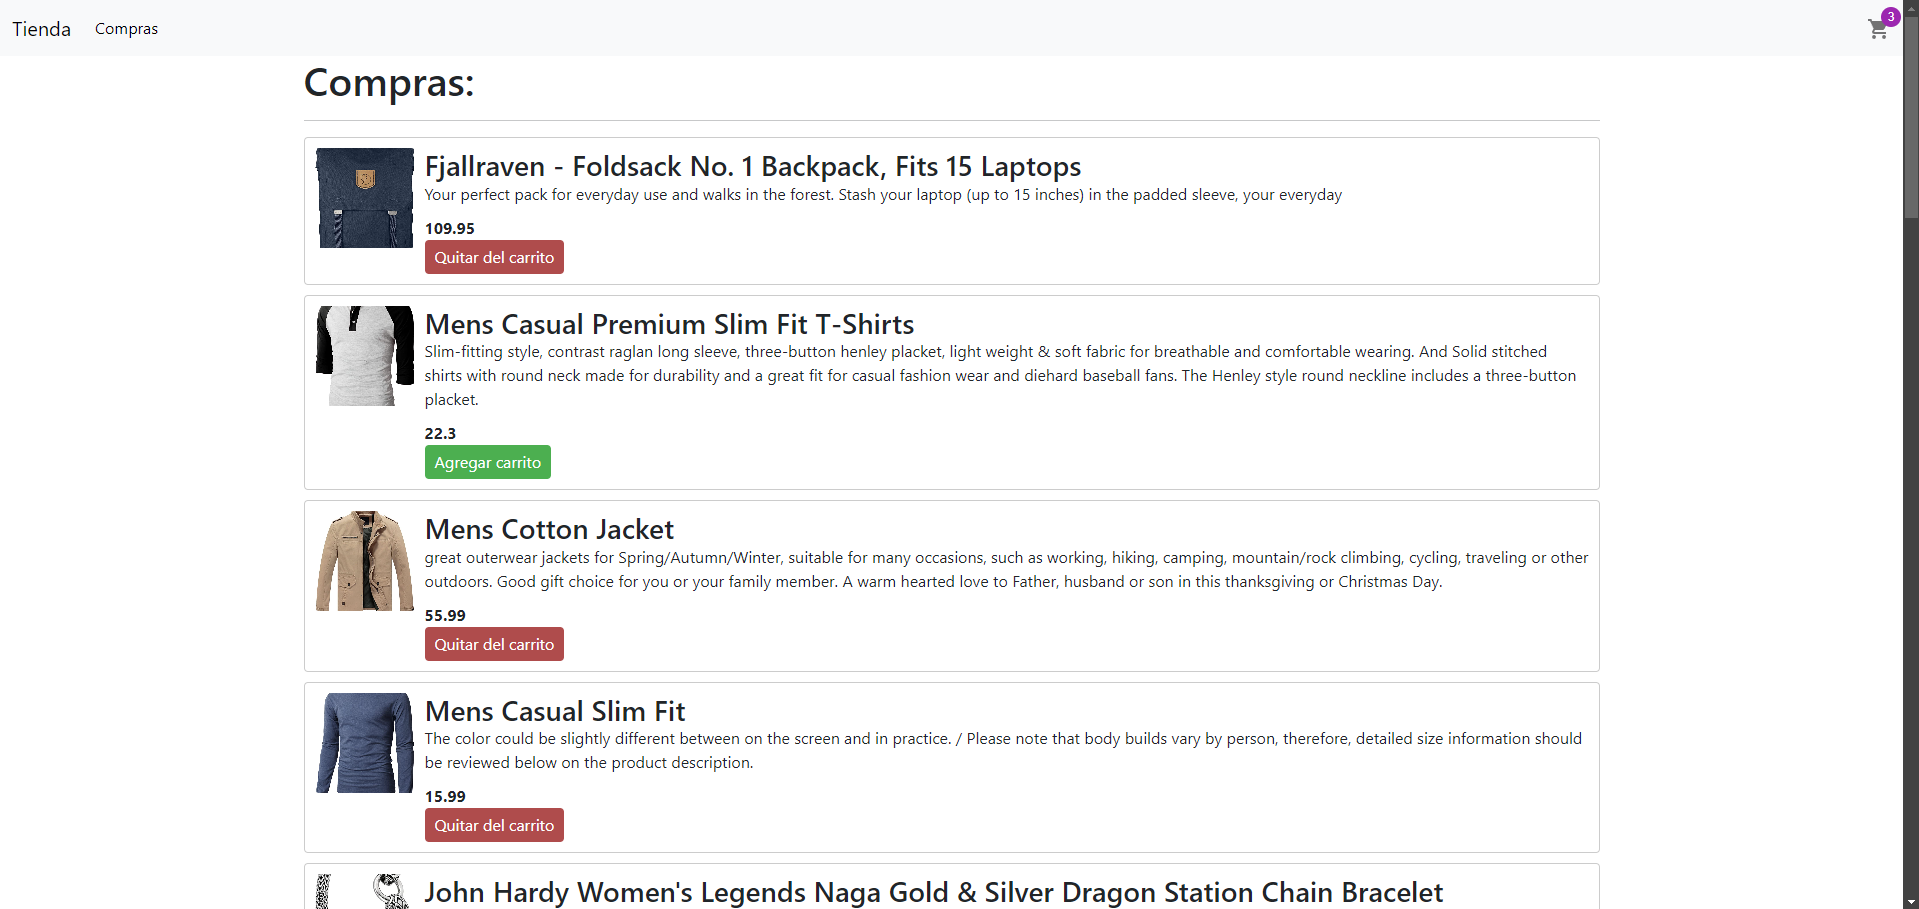 Tienda Compras 3
Compras:
Fjallraven - Foldsack No. 1 Backpack, Fits 15 Laptops
Your perfect pack for everyday use and walks in the forest. Stash your laptop (up to 15 inches) in the padded sleeve, your everyday
109.95
Quitar del carrito
Mens Casual Premium Slim Fit T-Shirts
Slim-fitting style, contrast raglan long sleeve, three-button henley placket, light weight & soft fabric for breathable and comfortable wearing. And Solid stitched
shirts with round neck made for durability and a great fit for casual fashion wear and diehard baseball fans. The Henley style round neckline includes a three-button
placket.
22.3
Agregar carrito
Mens Cotton Jacket
great outerwear jackets for Spring/Autumn/Winter, suitable for many occasions, such as working, hiking, camping, mountain/rock climbing, cycling, traveling or other
outdoors. Good gift choice for you or your family member. A warm hearted love to Father, husband or son in this thanksgiving or Christmas Day.
55.99
Quitar del carrito
Mens Casual Slim Fit
The color could be slightly different between on the screen and in practice. / Please note that body builds vary by person, therefore, detailed size information should
be reviewed below on the product description.
15.99
Quitar del carrito
John Hardy Women's Legends Naga Gold & Silver Dragon Station Chain Bracelet